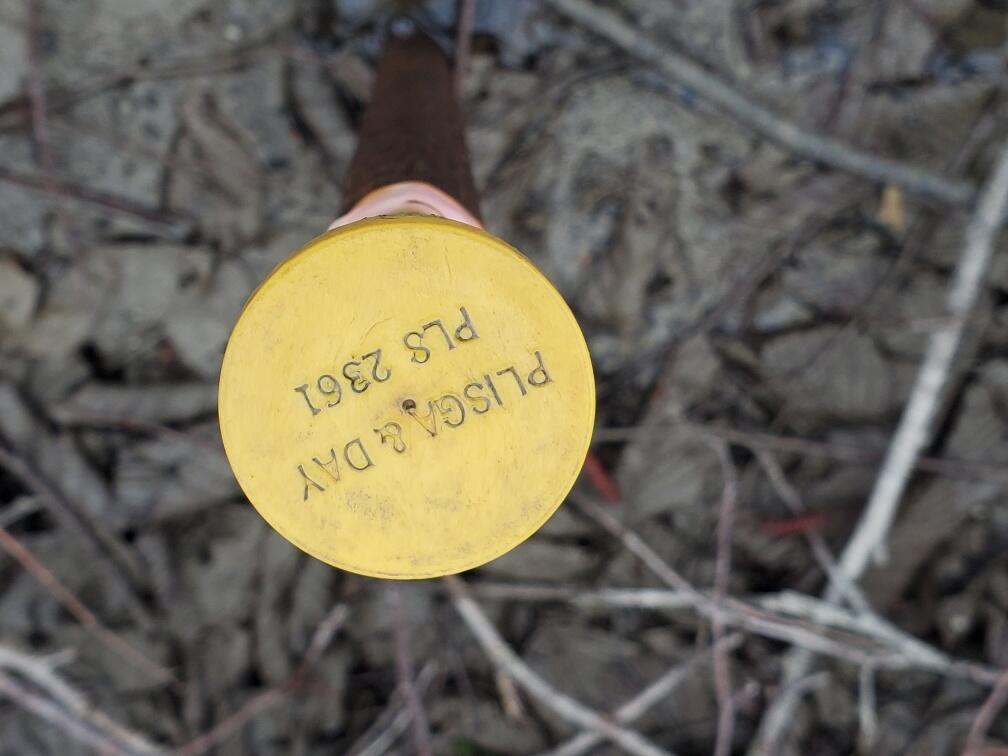 PLISGA & DAY
PLS 2361